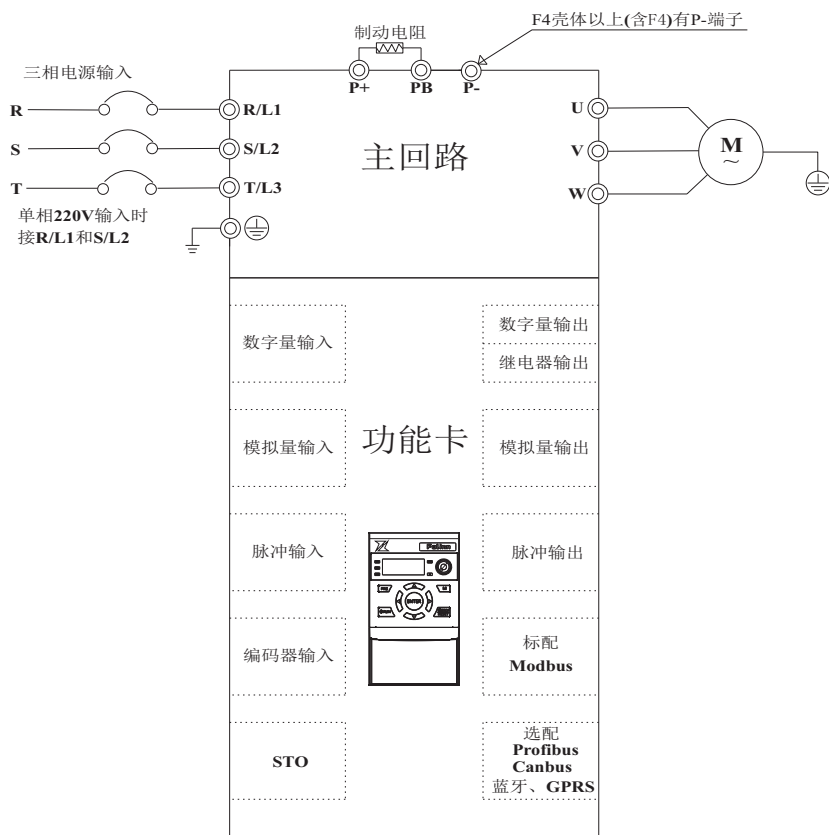 F4壳体以上(含F4)有P-端子
制动电阻
三相电源输入
P+
PB
P-
R
R/L1
U
S
S/L2
主回路
V
M
~
T
T/L3
W
单相220V输入时
接R/L1和S/L2
数字量输入
数字量输出
继电器输出
模拟量输入
功能卡
模拟量输出
脉冲输入
脉冲输出
ENTER
编码器输入
标配
Modbus
STO
选配
Profibus
Canbus
蓝牙、GPRS